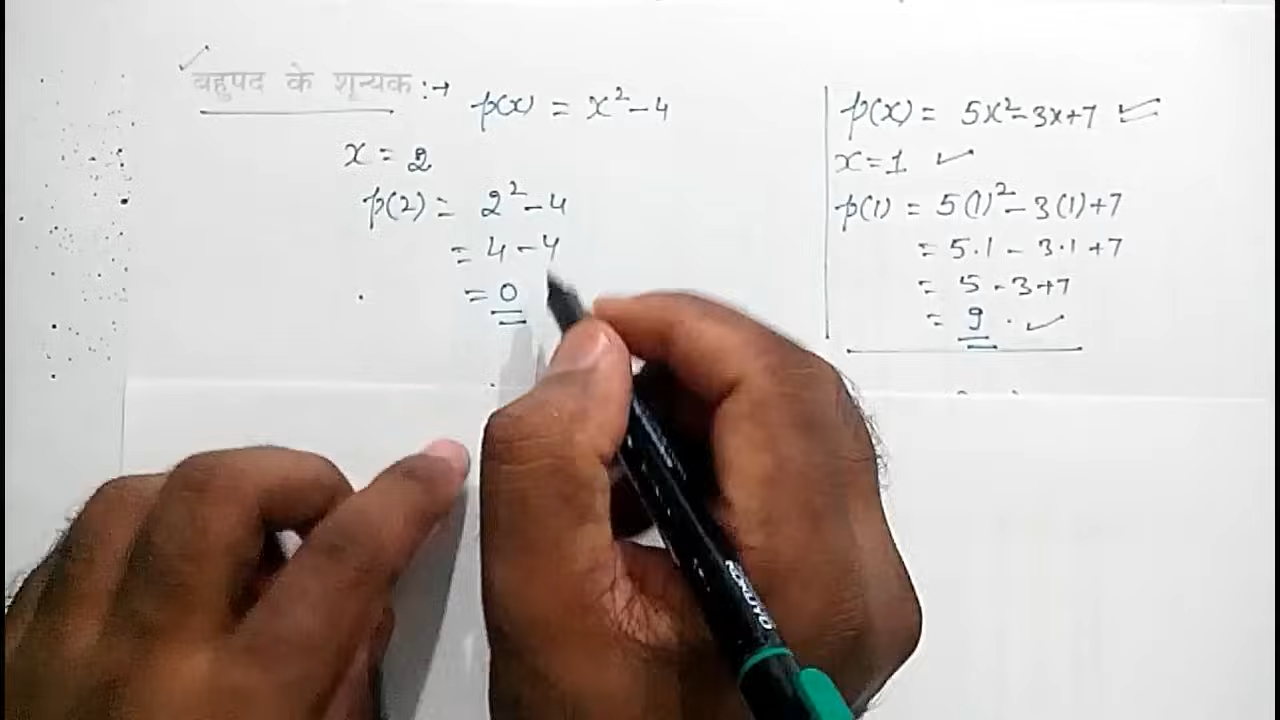 बहुपद के शून्यक :→ p(x) = x² - 4
x = 2
p(2) = 2² - 4
= 4 - 4
= 0
p(x) = 5x² - 3x + 7
x = 1
p(1) = 5(1)² - 3(1) + 7
= 5·1 - 3·1 + 7
= 5 - 3 + 7
= 9